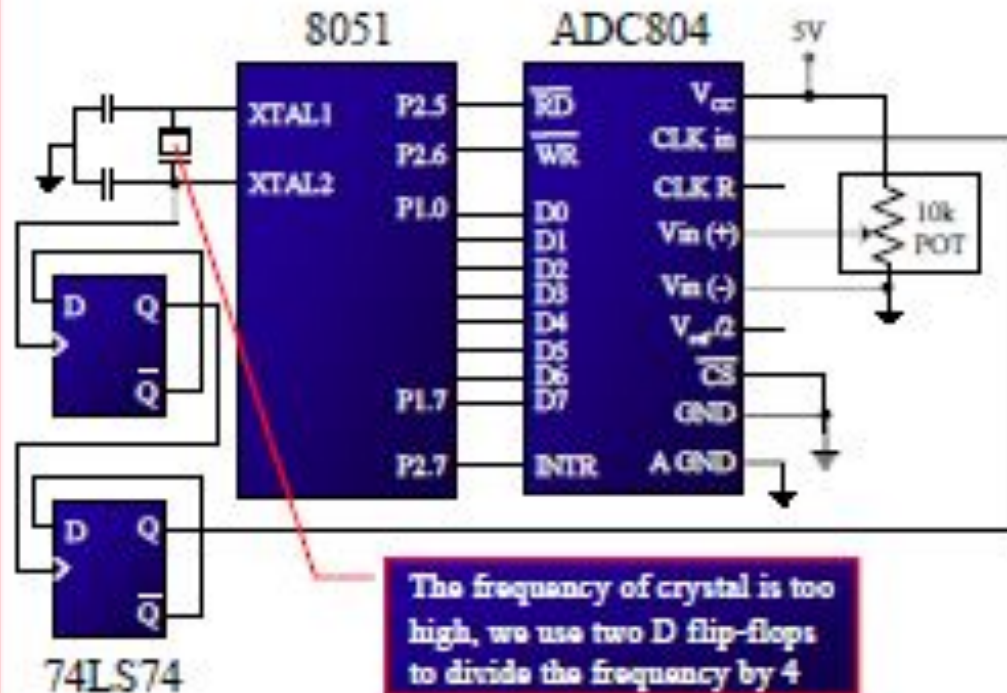 8051 ADC804
5V
XTAL1
XTAL2
P2.5
P2.6
P1.0
P1.7
P2.7
RD
WR
D0
D1
D2
D3
D4
D5
D6
D7
INTR
Vcc
CLK in
CLK R
Vin (+)
Vin (-)
Vref/2
CS
GND
A GND
10k
POT
D Q
Q
D Q
Q
74LS74
The frequency of crystal is too
high, we use two D flip-flops
to divide the frequency by 4